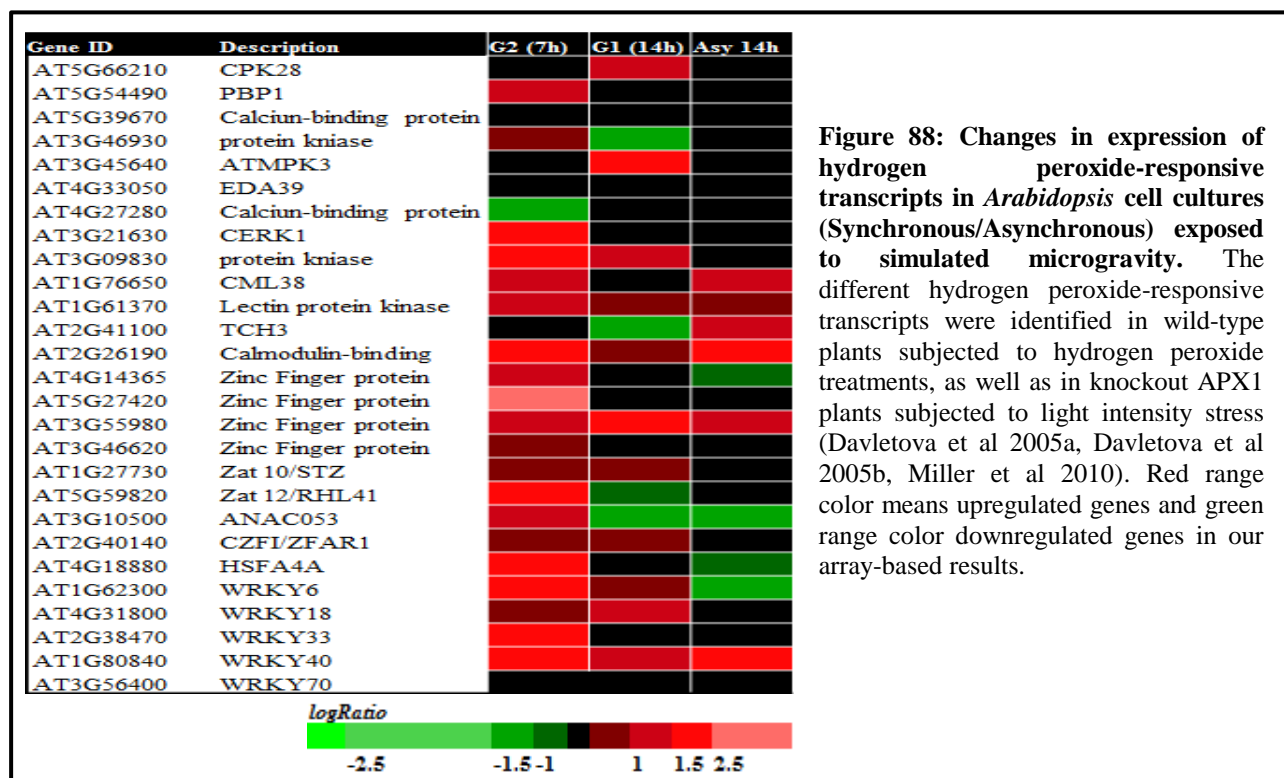 Gene ID Description G2 (7h) G1 (14h) Asy 14h
AT5G66210 CPK28
AT5G54490 PBP1
AT5G39670 Calciun-binding protein
AT3G46930 protein kniase
AT3G45640 ATMPK3
AT4G33050 EDA39
AT4G27280 Calciun-binding protein
AT3G21630 CERK1
AT3G09830 protein kniase
AT1G76650 CML38
AT1G61370 Lectin protein kinase
AT2G41100 TCH3
AT2G26190 Calmodulin-binding
AT4G14365 Zinc Finger protein
AT5G27420 Zinc Finger protein
AT3G55980 Zinc Finger protein
AT3G46620 Zinc Finger protein
AT1G27730 Zat 10/STZ
AT5G59820 Zat 12/RHL41
AT3G10500 ANAC053
AT2G40140 CZFI/ZFAR1
AT4G18880 HSFA4A
AT1G62300 WRKY6
AT4G31800 WRKY18
AT2G38470 WRKY33
AT1G80840 WRKY40
AT3G56400 WRKY70
logRatio
-2.5 -1.5 -1 1 1.5 2.5
Figure 88: Changes in expression of
hydrogen peroxide-responsive
transcripts in Arabidopsis cell cultures
(Synchronous/Asynchronous) exposed
to simulated microgravity. The
different hydrogen peroxide-responsive
transcripts were identified in wild-type
plants subjected to hydrogen peroxide
treatments, as well as in knockout APX1
plants subjected to light intensity stress
(Davletova et al 2005a, Davletova et al
2005b, Miller et al 2010). Red range
color means upregulated genes and green
range color downregulated genes in our
array-based results.